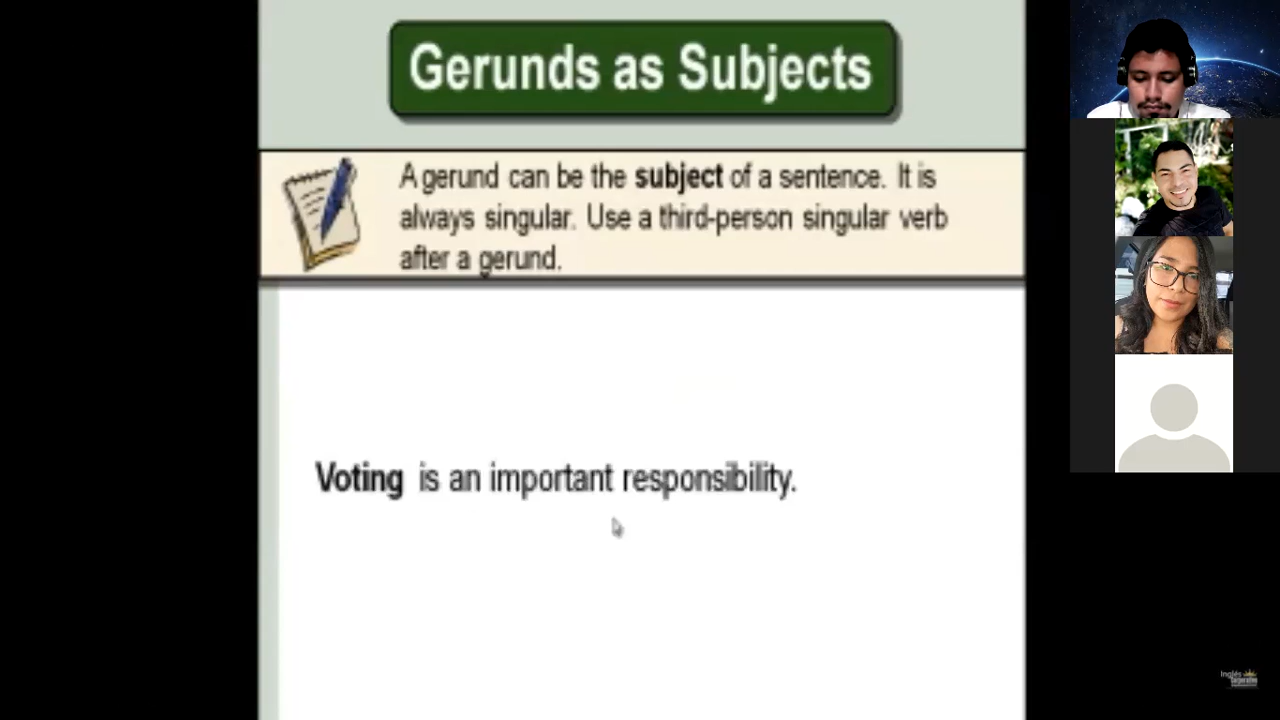 Gerunds as Subjects
A gerund can be the subject of a sentence. It is
always singular. Use a third-person singular verb
after a gerund.
Voting is an important responsibility.
Inglés